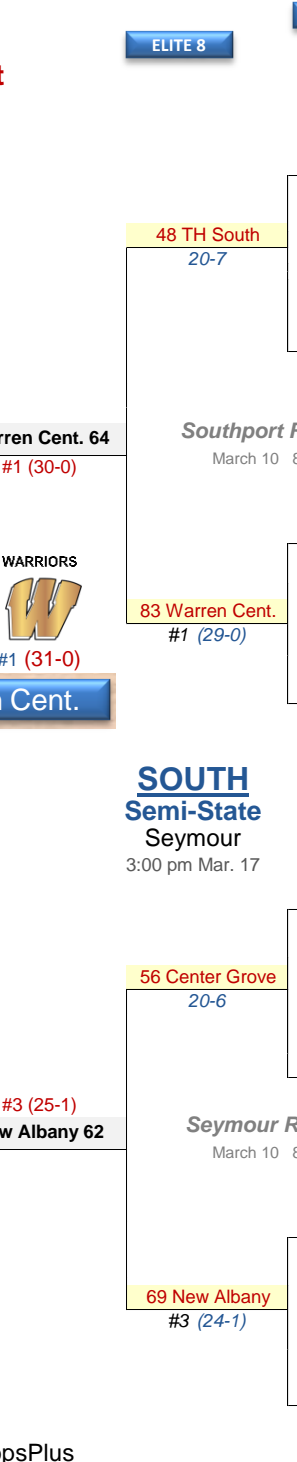 ELITE 8
t
48 TH South
20-7
rren Cent. 64
#1 (30-0)
Southport
March 10 8
WARRIORS
W
#1 (31-0)
83 Warren Cent.
#1 (29-0)
Cent.
SOUTH
Semi-State
Seymour
3:00 pm Mar. 17
56 Center Grove
20-6
#3 (25-1)
w Albany 62
Seymour R
March 10 8
69 New Albany
#3 (24-1)
psPlus